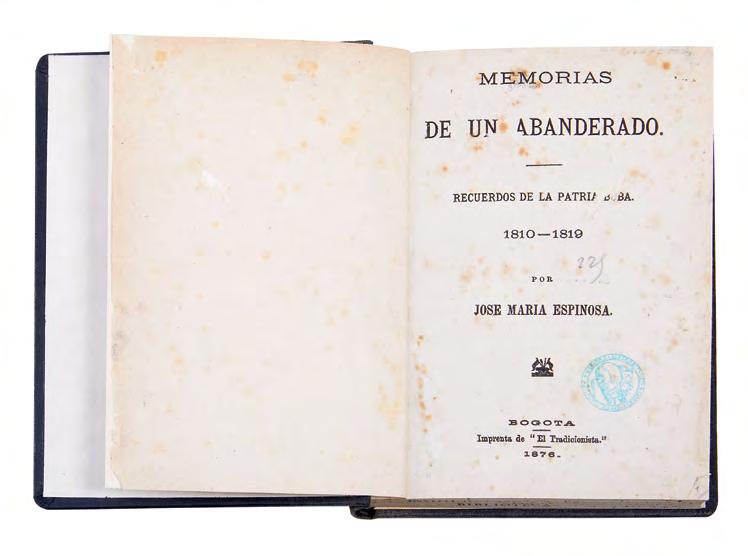 MEMORIAS
DE UN ABANDERADO.
RECUERDOS DE LA PATRIA BOBA.
1810—1819
POR
JOSE MARIA ESPINOSA.
BOGOTA
Imprenta de "El Tradicionista."
1876.